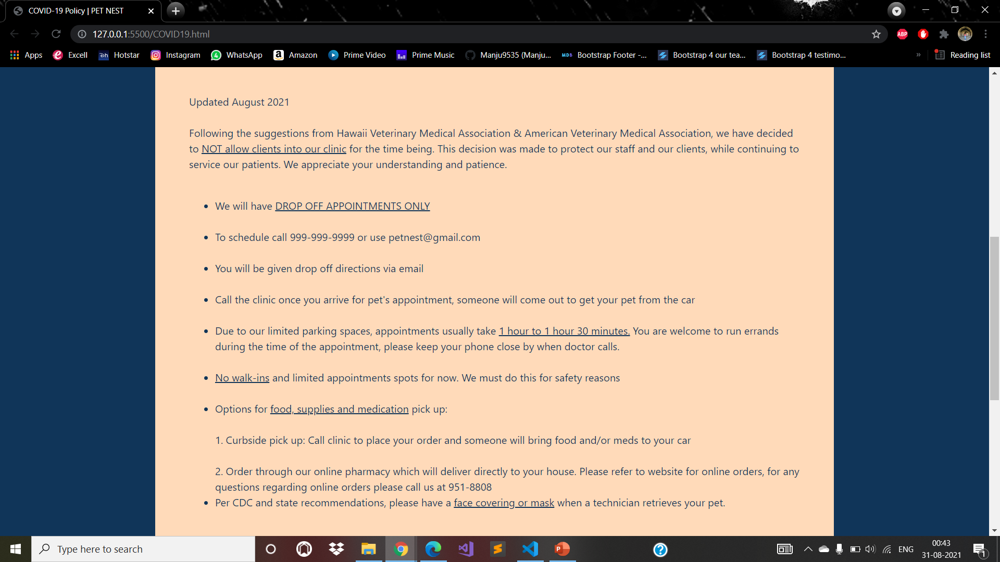 COVID-19 Policy | PET NEST
127.0.0.1:5500/COVID19.html
ABP
Apps
Excell
Hotstar
Instagram
WhatsApp
Amazon
Prime Video
Prime Music
Manju9535 (Manju...
MDB
Bootstrap Footer -...
Bootstrap 4 our tea...
Bootstrap 4 testimo...
»
Reading list
Updated August 2021
Following the suggestions from Hawaii Veterinary Medical Association & American Veterinary Medical Association, we have decided
to NOT allow clients into our clinic for the time being. This decision was made to protect our staff and our clients, while continuing to
service our patients. We appreciate your understanding and patience.
• We will have DROP OFF APPOINTMENTS ONLY
• To schedule call 999-999-9999 or use petnest@gmail.com
• You will be given drop off directions via email
• Call the clinic once you arrive for pet's appointment, someone will come out to get your pet from the car
• Due to our limited parking spaces, appointments usually take 1 hour to 1 hour 30 minutes. You are welcome to run errands
during the time of the appointment, please keep your phone close by when doctor calls.
• No walk-ins and limited appointments spots for now. We must do this for safety reasons
• Options for food, supplies and medication pick up:
1. Curbside pick up: Call clinic to place your order and someone will bring food and/or meds to your car
2. Order through our online pharmacy which will deliver directly to your house. Please refer to website for online orders, for any
questions regarding online orders please call us at 951-8808
• Per CDC and state recommendations, please have a face covering or mask when a technician retrieves your pet.
Type here to search
ENG
00:43
31-08-2021
1